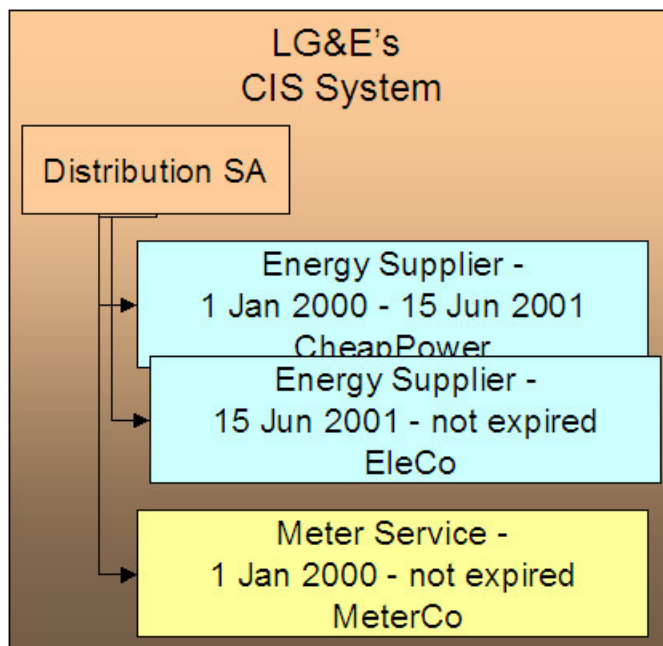 LG&E's
CIS System
Distribution SA
Energy Supplier -
1 Jan 2000 - 15 Jun 2001
CheapPower
Energy Supplier -
15 Jun 2001 - not expired
EleCo
Meter Service -
1 Jan 2000 - not expired
MeterCo